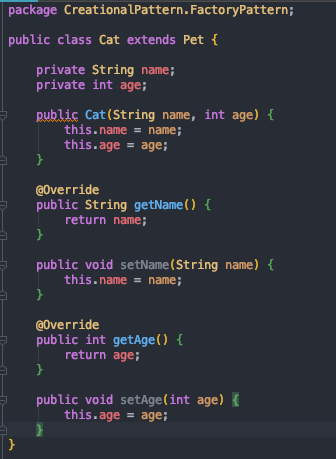 package CreationalPattern.FactoryPattern;
public class Cat extends Pet {
private String name;
private int age;
public Cat(String name, int age) {
this.name = name;
this.age = age;
}
@Override
public String getName() {
return name;
}
public void setName(String name) {
this.name = name;
}
@Override
public int getAge() {
return age;
}
public void setAge(int age) {
this.age = age;
}
}